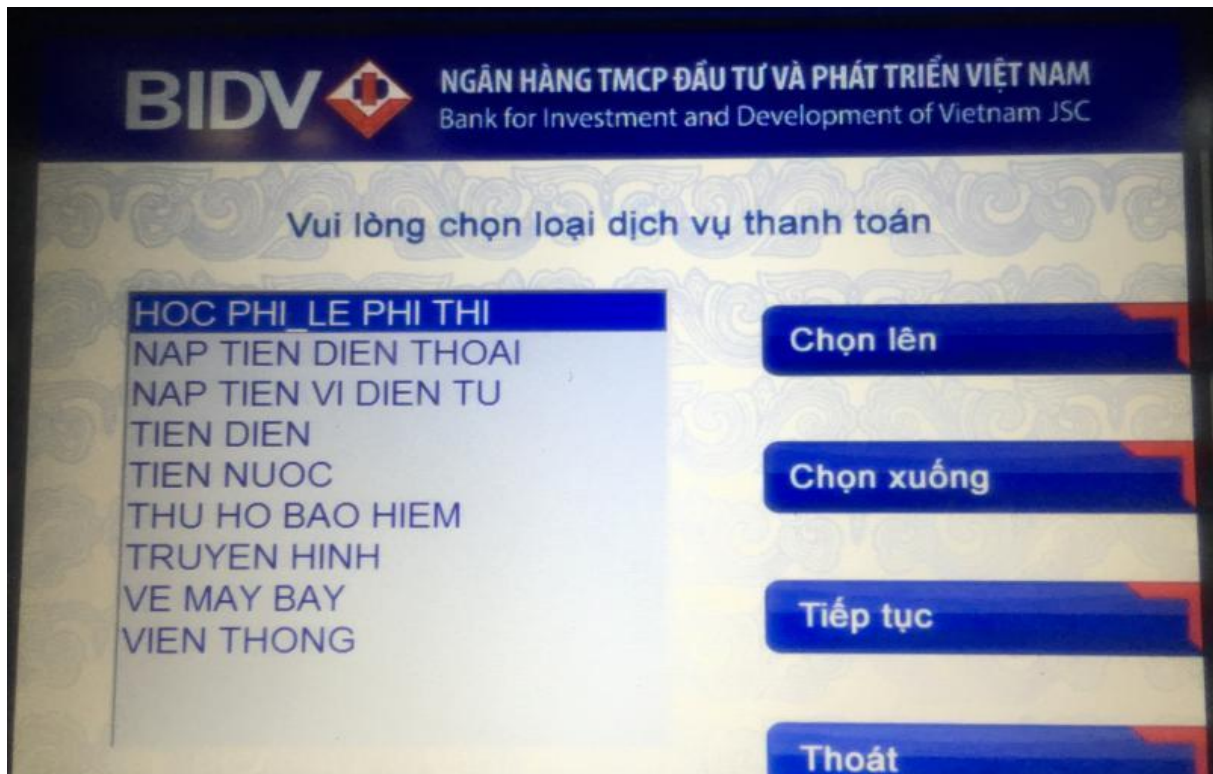 BIDV
NGÂN HÀNG TMCP ĐẦU TƯ VÀ PHÁT TRIỂN VIỆT NAM
Bank for Investment and Development of Vietnam JSC
Vui lòng chọn loại dịch vụ thanh toán
HOC PHI_LE PHI THI
NAP TIEN DIEN THOAI
NAP TIEN VI DIEN TU
TIEN DIEN
TIEN NUOC
THU HO BAO HIEM
TRUYEN HINH
VE MAY BAY
VIEN THONG
Chọn lên
Chọn xuống
Tiếp tục
Thoát